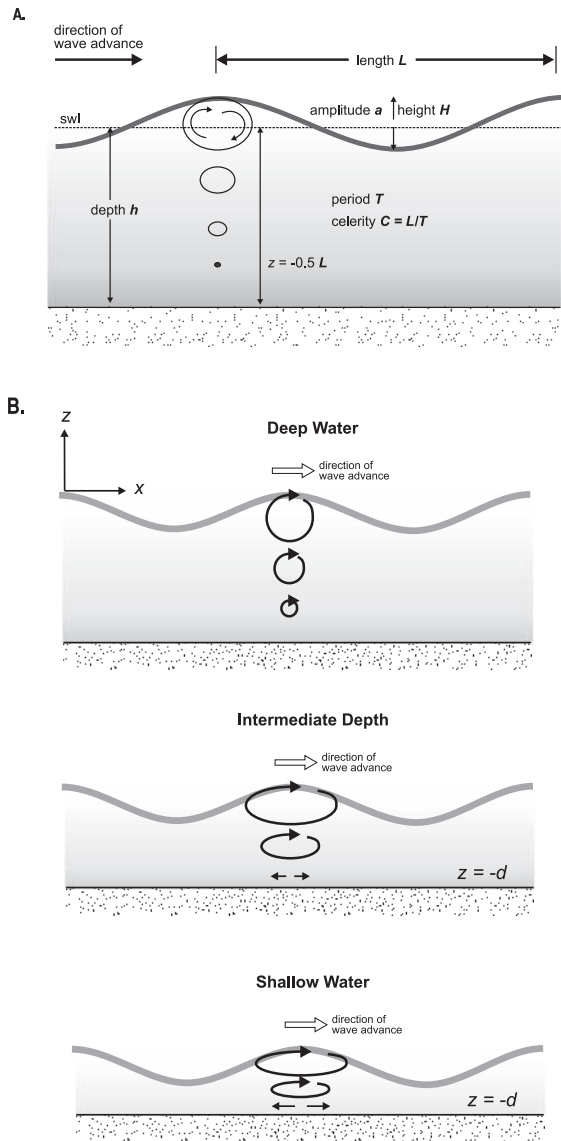 A.
direction of
wave advance
length L
swl
amplitude a
height H
depth h
period T
celerity C = L/T
z = -0.5 L
B.
z
x
Deep Water
direction of
wave advance
Intermediate Depth
direction of
wave advance
z = -d
Shallow Water
direction of
wave advance
z = -d